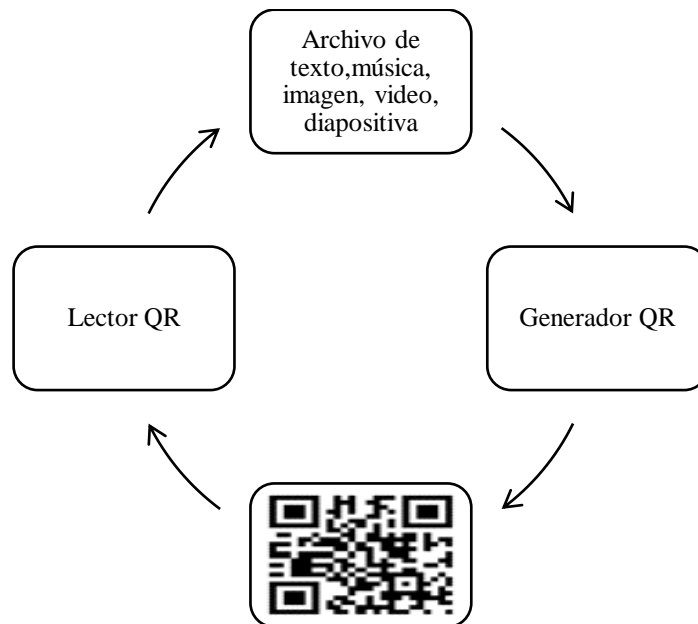 Archivo de
texto,música,
imagen, video,
diapositiva
Lector QR
Generador QR